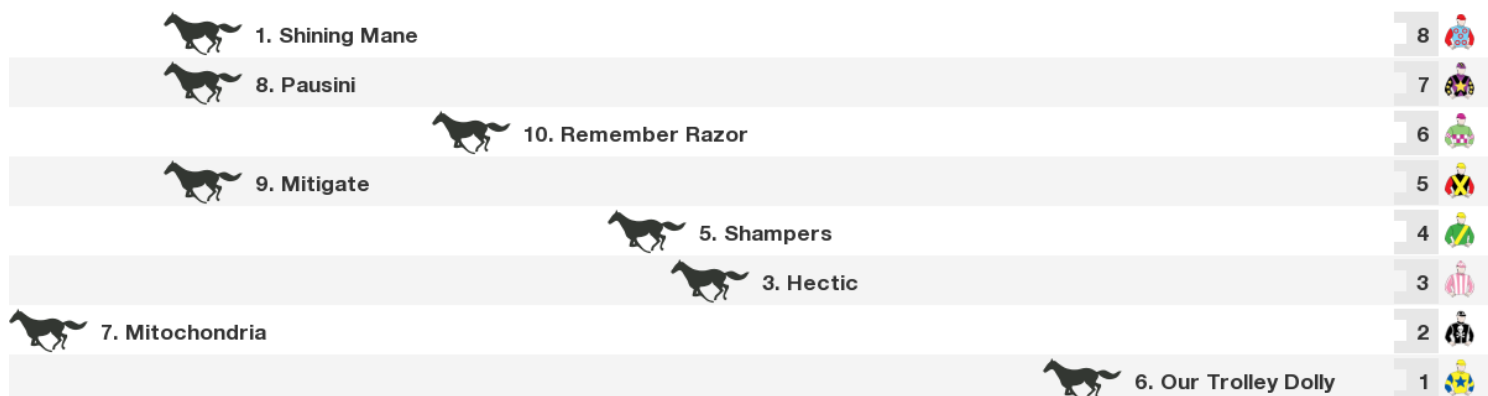 1. Shining Mane 8
8. Pausini 7
10. Remember Razor 6
9. Mitigate 5
5. Shampers 4
3. Hectic 3
7. Mitochondria 2
6. Our Trolley Dolly 1